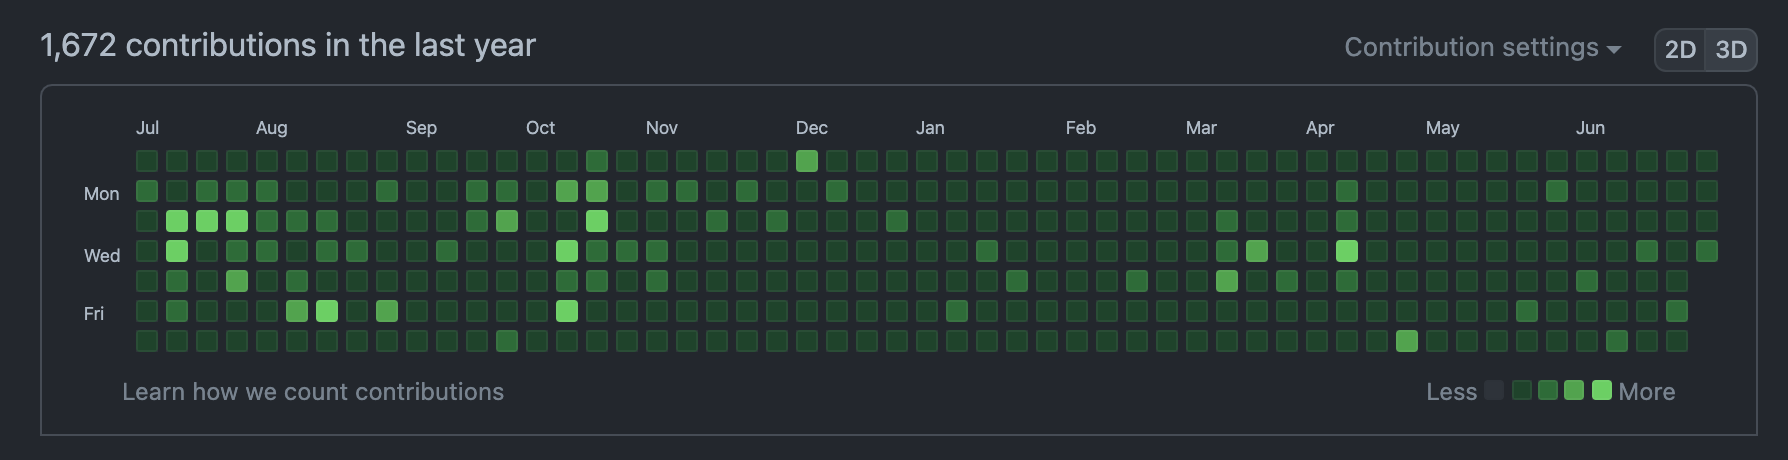 1,672 contributions in the last year
Contribution settings
2D 3D
Jul Aug Sep Oct Nov Dec Jan Feb Mar Apr May Jun
Mon
Wed
Fri
Learn how we count contributions
Less More